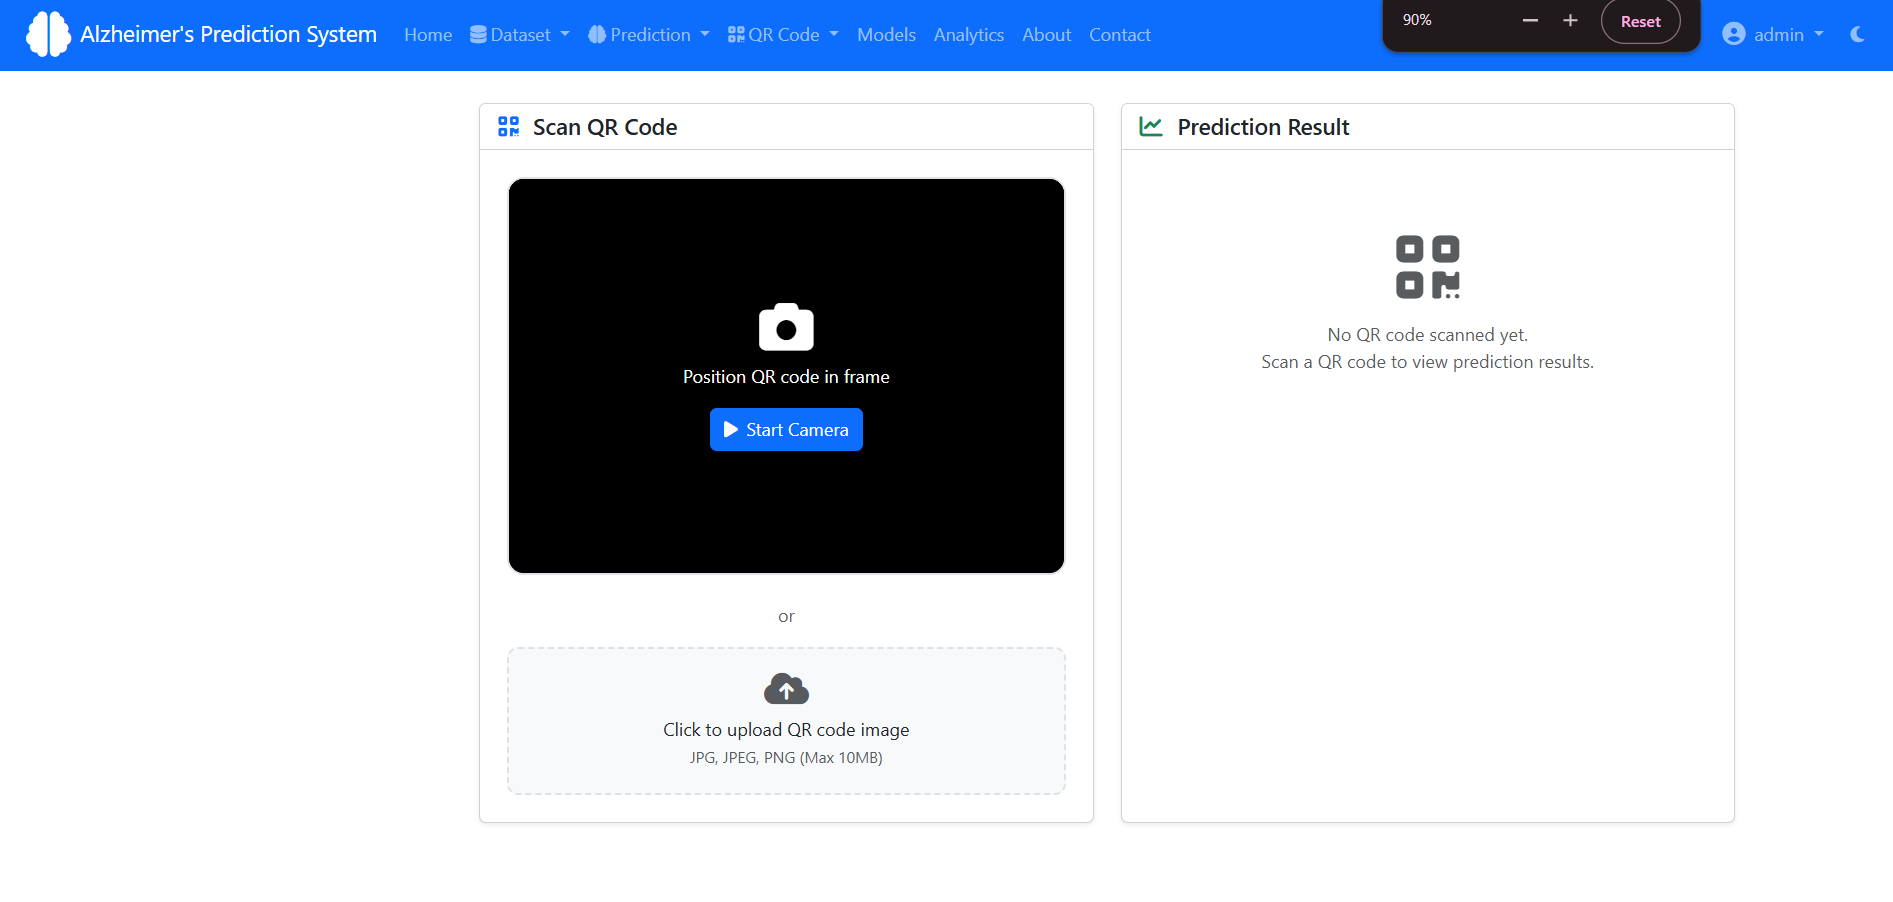 Alzheimer's Prediction System Home Dataset Prediction QR Code Models Analytics About Contact 90% Reset admin
Scan QR Code
Position QR code in frame
Start Camera
or
Click to upload QR code image
JPG, JPEG, PNG (Max 10MB)
Prediction Result
No QR code scanned yet.
Scan a QR code to view prediction results.